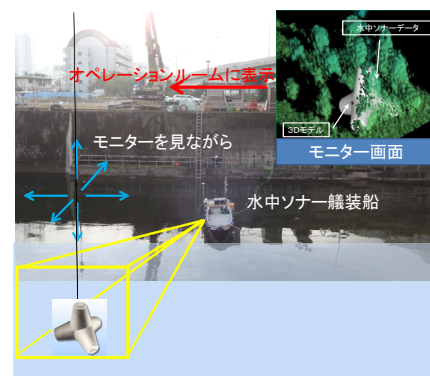 水中ソナーデータ
オペレーションルームに表示
3Dモデル
モニター画面
モニターを見ながら
水中ソナー艤装船